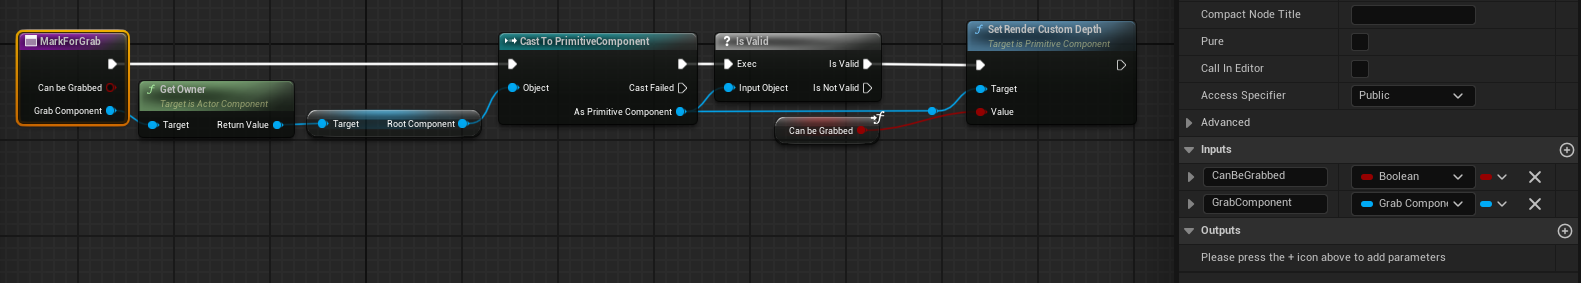 MarkForGrab
Can be Grabbed
Grab Component
Get Owner
Target is Actor Component
Target Return Value
Target Root Component
Cast To PrimitiveComponent
Object Cast Failed
As Primitive Component
? Is Valid
Exec Is Valid
Input Object Is Not Valid
Can be Grabbed
f Set Render Custom Depth
Target is Primitive Component
Target
Value
Compact Node Title
Pure
Call In Editor
Access Specifier Public
Advanced
Inputs
CanBeGrabbed Boolean
GrabComponent Grab Compone
Outputs
Please press the + icon above to add parameters